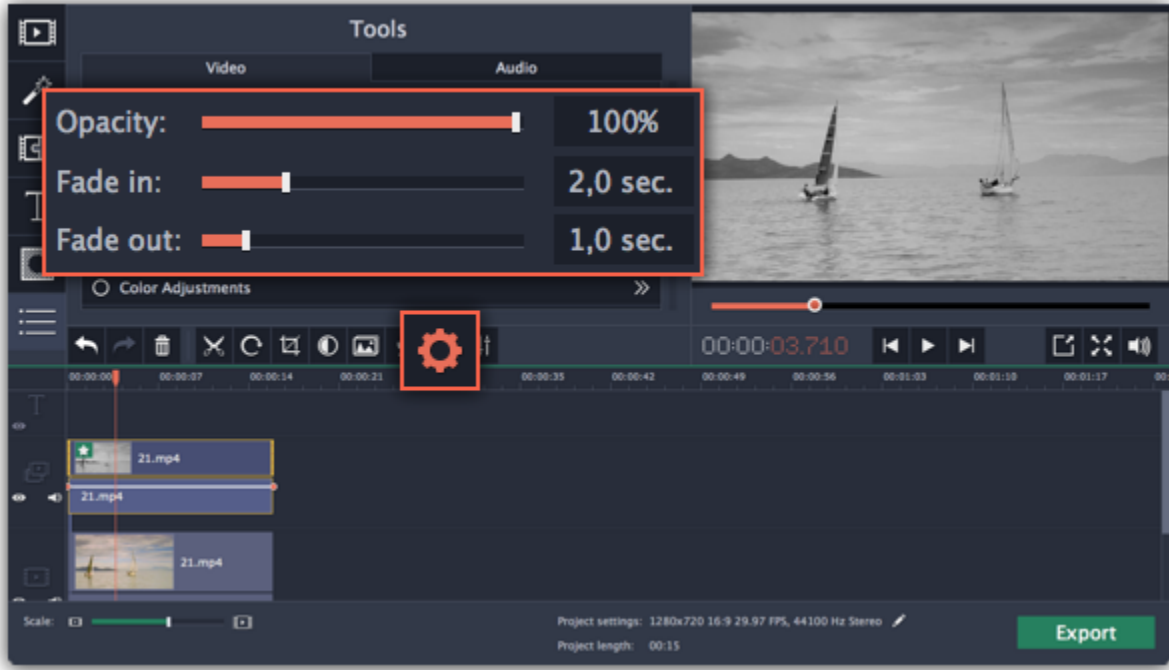 Tools
Video
Audio
Opacity:
100%
Fade in:
2,0 sec.
Fade out:
1,0 sec.
Color Adjustments
00:00:03.710
00:00:00
00:00:07
00:00:14
00:00:21
00:00:35
00:00:42
00:00:49
00:00:56
00:01:03
00:01:10
00:01:17
21.mp4
21.mp4
21.mp4
Scale:
Project settings: 1280x720 16:9 29.97 FPS, 44100 Hz Stereo
Project length: 00:15
Export